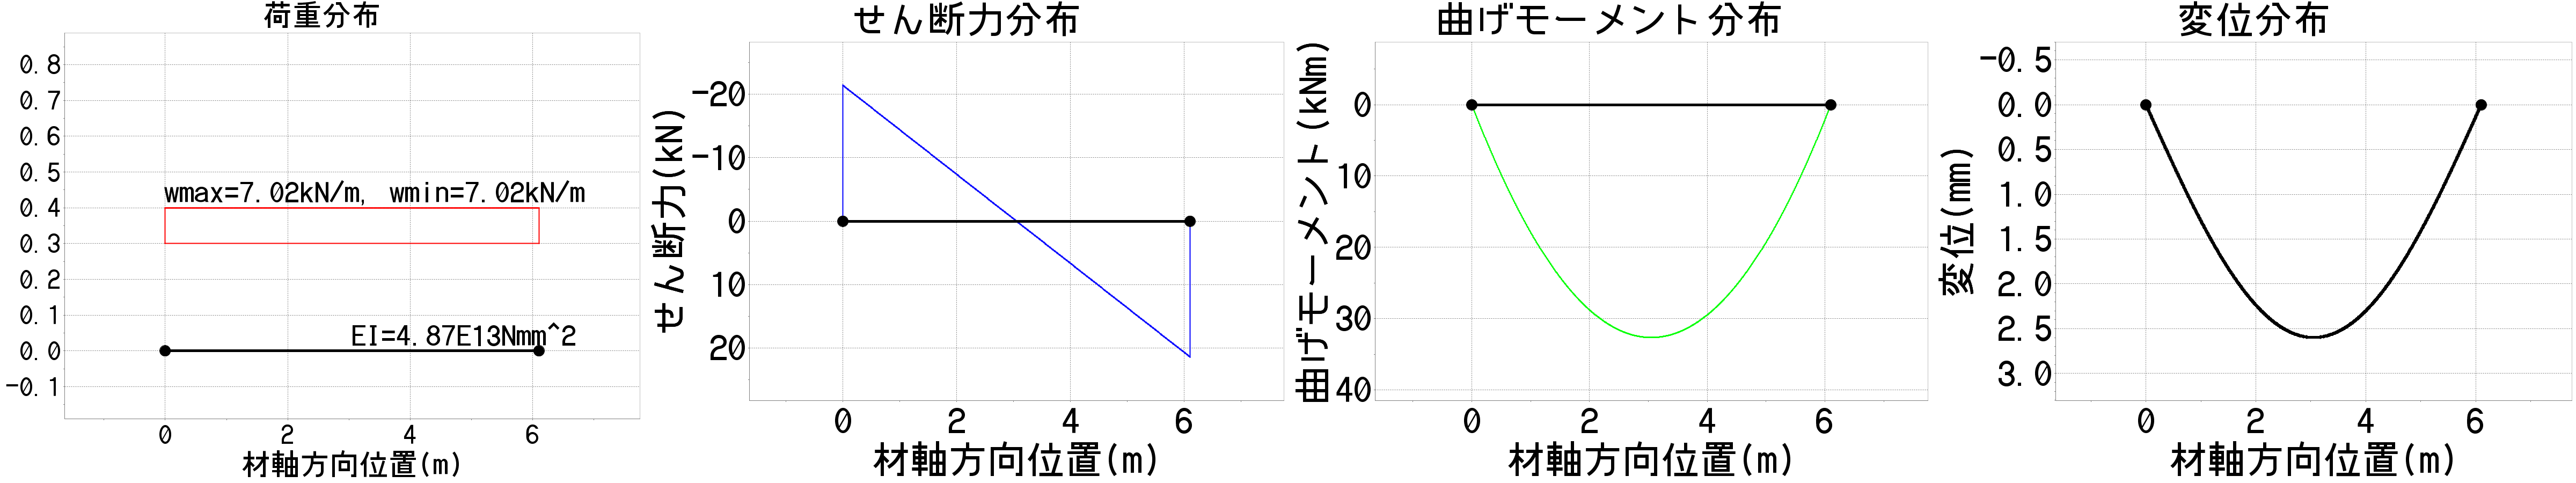 荷重分布
0.8
0.7
0.6
0.5
wmax=7.02kN/m, wmin=7.02kN/m
0.4
0.3
0.2
0.1
EI=4.87E13Nmm^2
0.0
-0.1
0 2 4 6
材軸方向位置(m)
せん断力分布
せん断力(kN)
-20
-10
0
10
20
0 2 4 6
材軸方向位置(m)
曲げモーメント分布
曲げモーメント(kNm)
0
10
20
30
40
0 2 4 6
材軸方向位置(m)
変位分布
変位(mm)
-0.5
0.0
0.5
1.0
1.5
2.0
2.5
3.0
0 2 4 6
材軸方向位置(m)